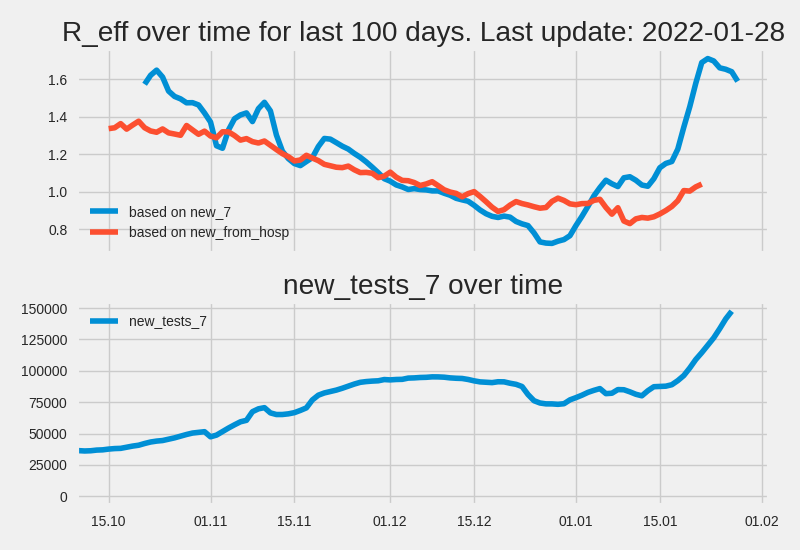 R_eff over time for last 100 days. Last update: 2022-01-28
1.6
1.4
1.2
1.0
0.8
based on new_7
based on new_from_hosp
new_tests_7 over time
150000
125000
100000
75000
50000
25000
0
new_tests_7
15.10 01.11 15.11 01.12 15.12 01.01 15.01 01.02